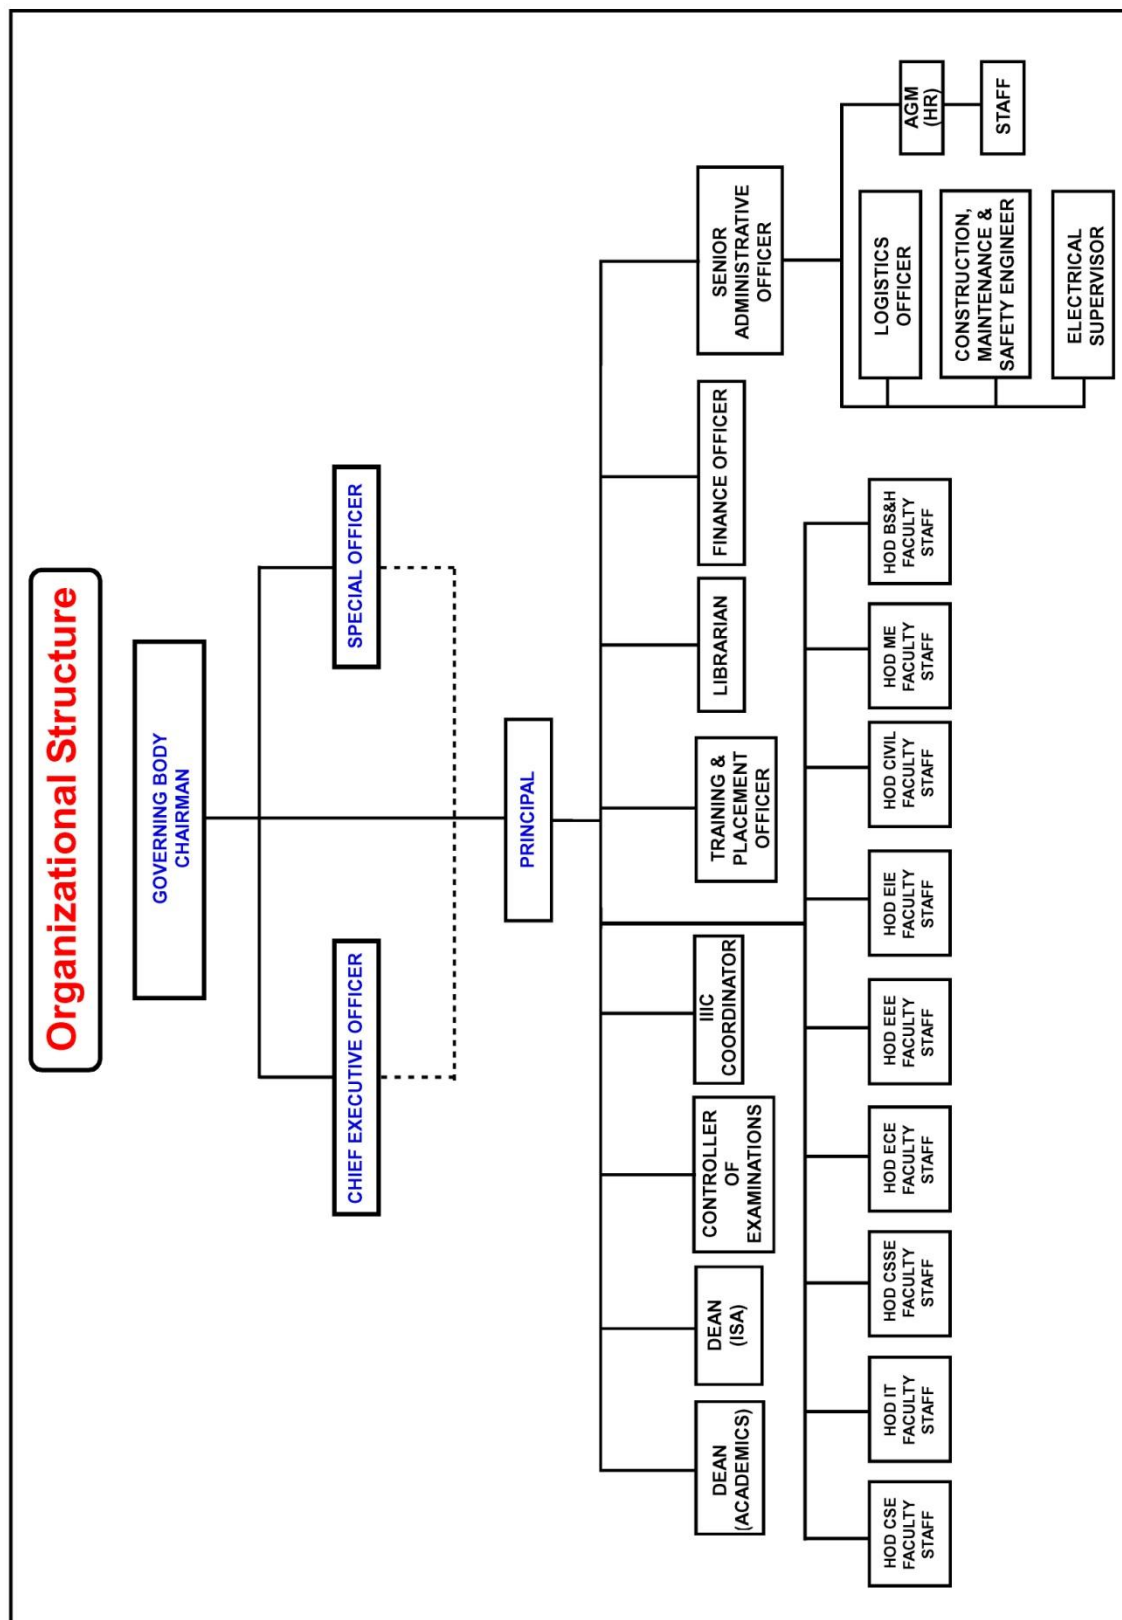 Organizational Structure
GOVERNING BODY
CHAIRMAN
CHIEF EXECUTIVE OFFICER
SPECIAL OFFICER
PRINCIPAL
DEAN
(ACADEMICS)
DEAN
(ISA)
CONTROLLER
OF
EXAMINATIONS
IIIC
COORDINATOR
TRAINING &
PLACEMENT
OFFICER
LIBRARIAN
FINANCE OFFICER
SENIOR
ADMINISTRATIVE
OFFICER
HOD CSE
FACULTY
STAFF
HOD IT
FACULTY
STAFF
HOD CSSE
FACULTY
STAFF
HOD ECE
FACULTY
STAFF
HOD EEE
FACULTY
STAFF
HOD EIE
FACULTY
STAFF
HOD CIVIL
FACULTY
STAFF
HOD ME
FACULTY
STAFF
HOD BS&H
FACULTY
STAFF
LOGISTICS
OFFICER
CONSTRUCTION,
MAINTENANCE &
SAFETY ENGINEER
ELECTRICAL
SUPERVISOR
AGM
(HR)
STAFF